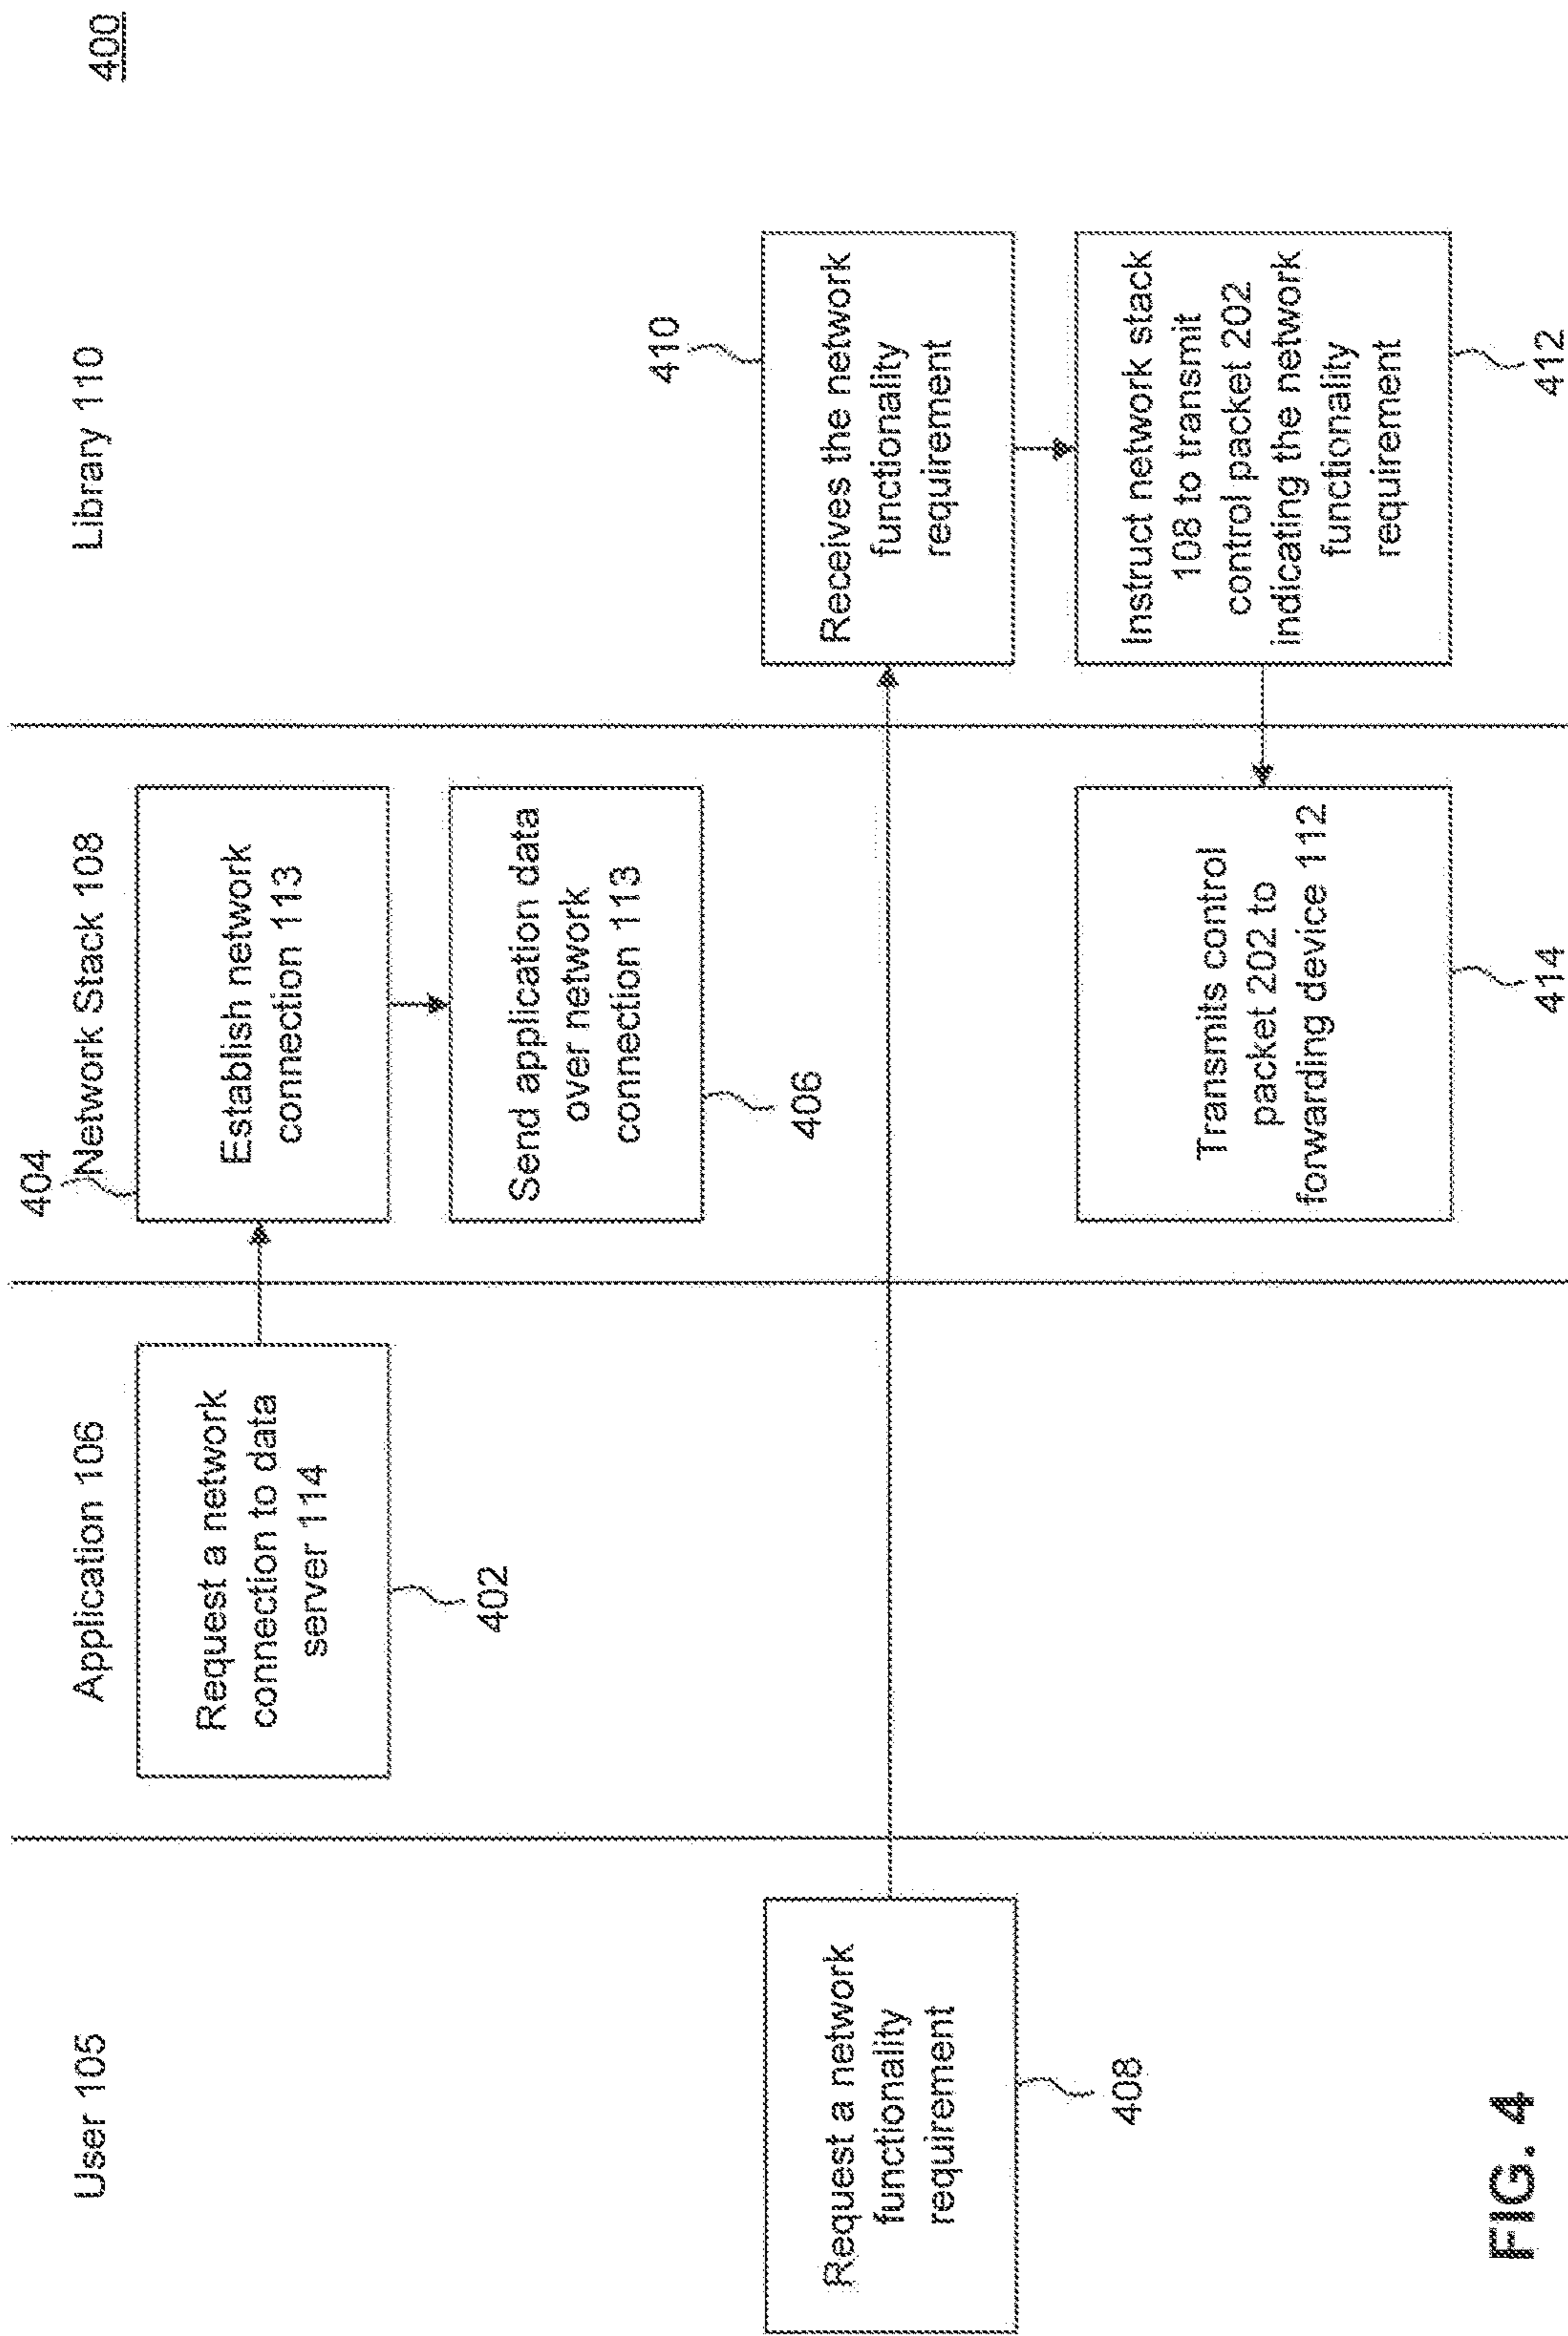 400
User 105
Application 106
Network Stack 108
Library 110
404
Request a network
connection to data
server 114
402
Establish network
connection 113
Send application data
over network
connection 113
406
Request a network
functionality
requirement
408
410
Receives the network
functionality
requirement
Instruct network stack
108 to transmit
control packet 202
indicating the network
functionality
requirement
412
Transmits control
packet 202 to
forwarding device 112
414
FIG. 4